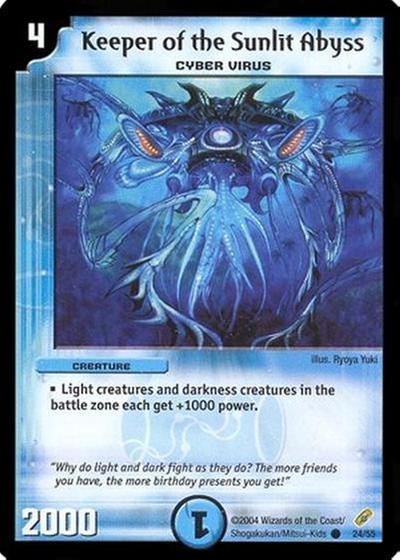 4
Keeper of the Sunlit Abyss
CYBER VIRUS
illus. Ryoya Yuki
CREATURE
▪ Light creatures and darkness creatures in the
battle zone each get +1000 power.
"Why do light and dark fight as they do? The more friends
you have, the more birthday presents you get!"
2000
1
©2004 Wizards of the Coast/
Shogakukan/Mitsui-Kids ● 24/55